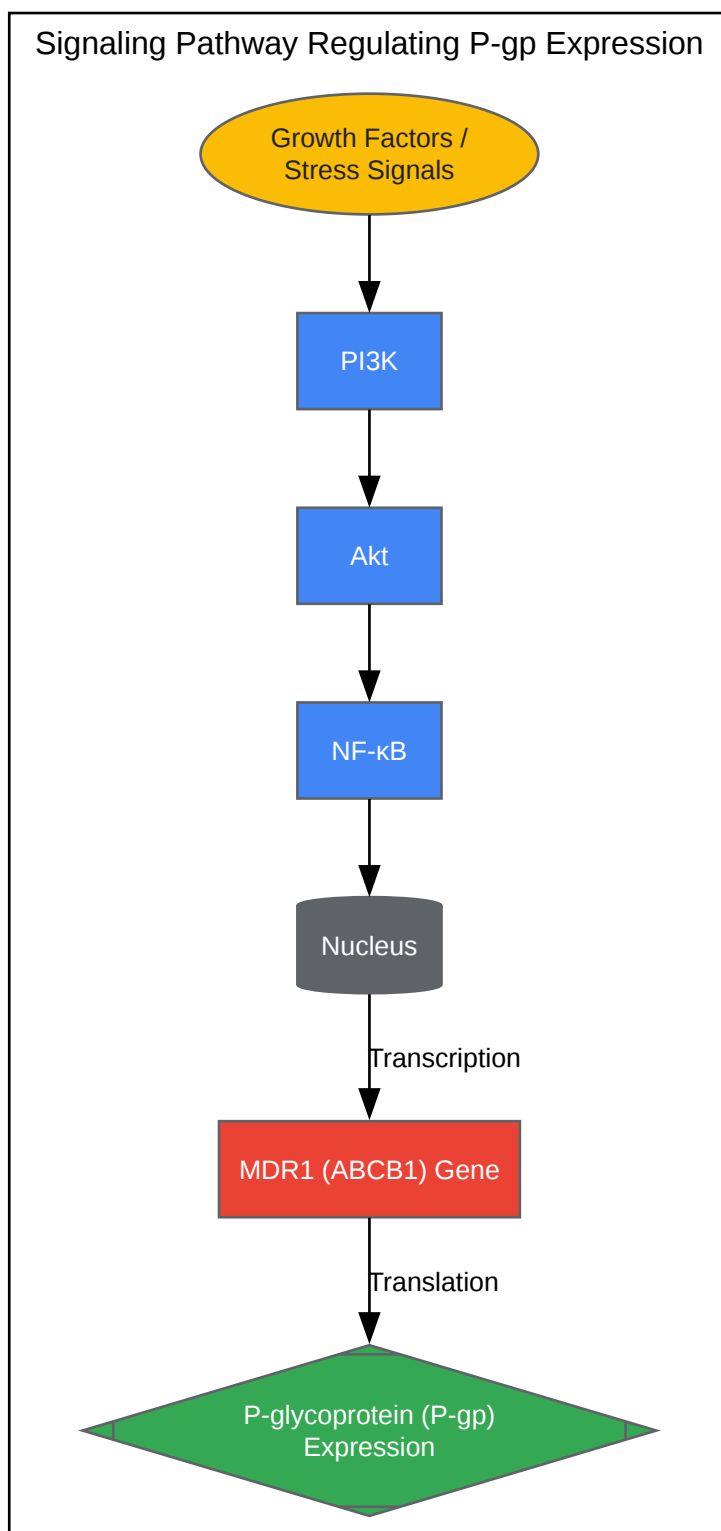 Signaling Pathway Regulating P-gp Expression
Growth Factors /
Stress Signals
PI3K
Akt
NF-κB
Nucleus
Transcription
MDR1 (ABCB1) Gene
Translation
P-glycoprotein (P-gp)
Expression